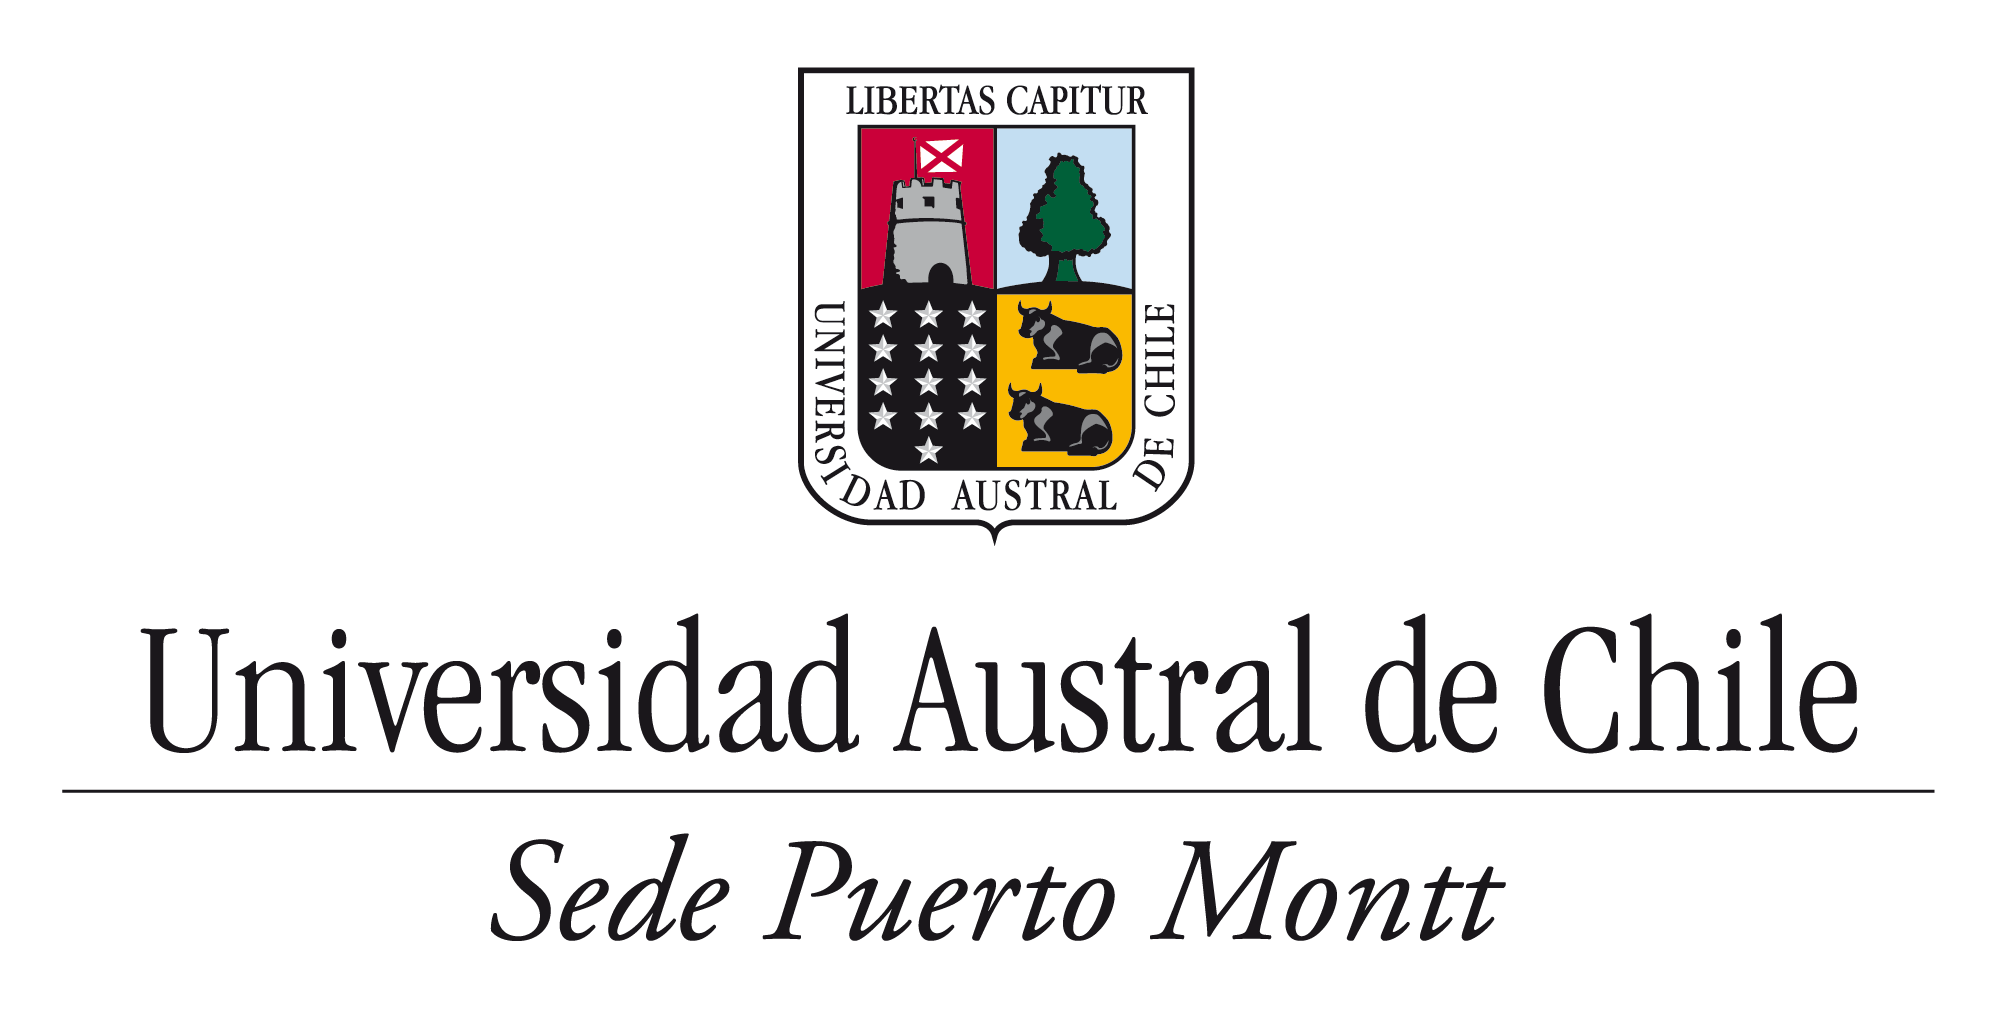 LIBERTAS CAPITUR
UNIVERSIDAD AUSTRAL DE CHILE
Universidad Austral de Chile
Sede Puerto Montt